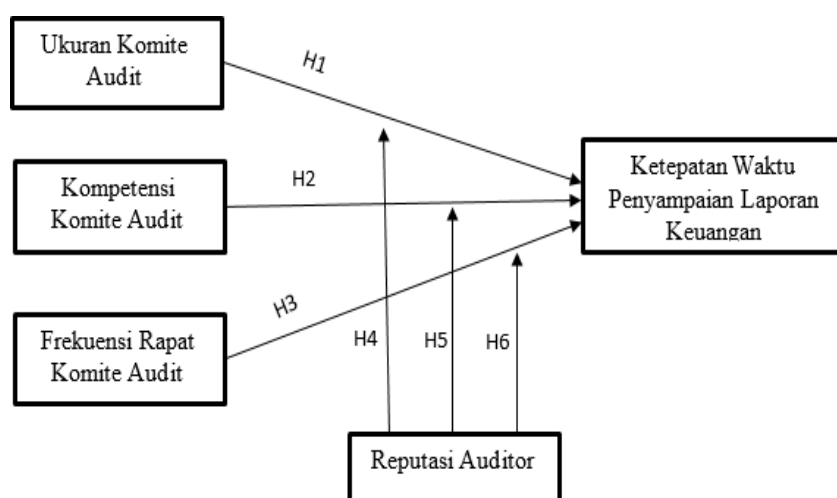 Ukuran Komite
Audit
H1
Kompetensi
Komite Audit
H2
Ketepatan Waktu
Penyampaian Laporan
Keuangan
Frekuensi Rapat
Komite Audit
H3
H4
H5
H6
Reputasi Auditor